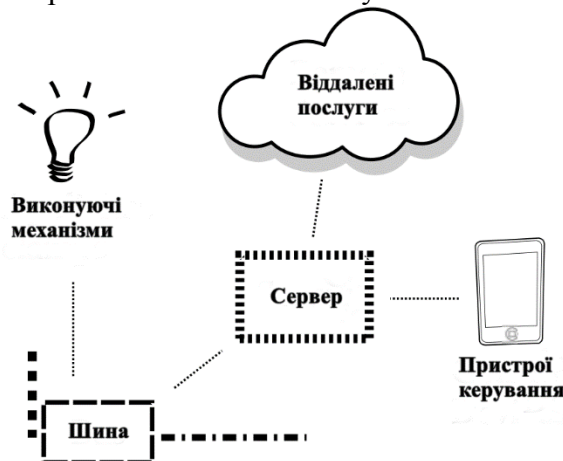 Віддалені
послуги
Виконуючі
механізми
Сервер
Пристрої
керування
Шина